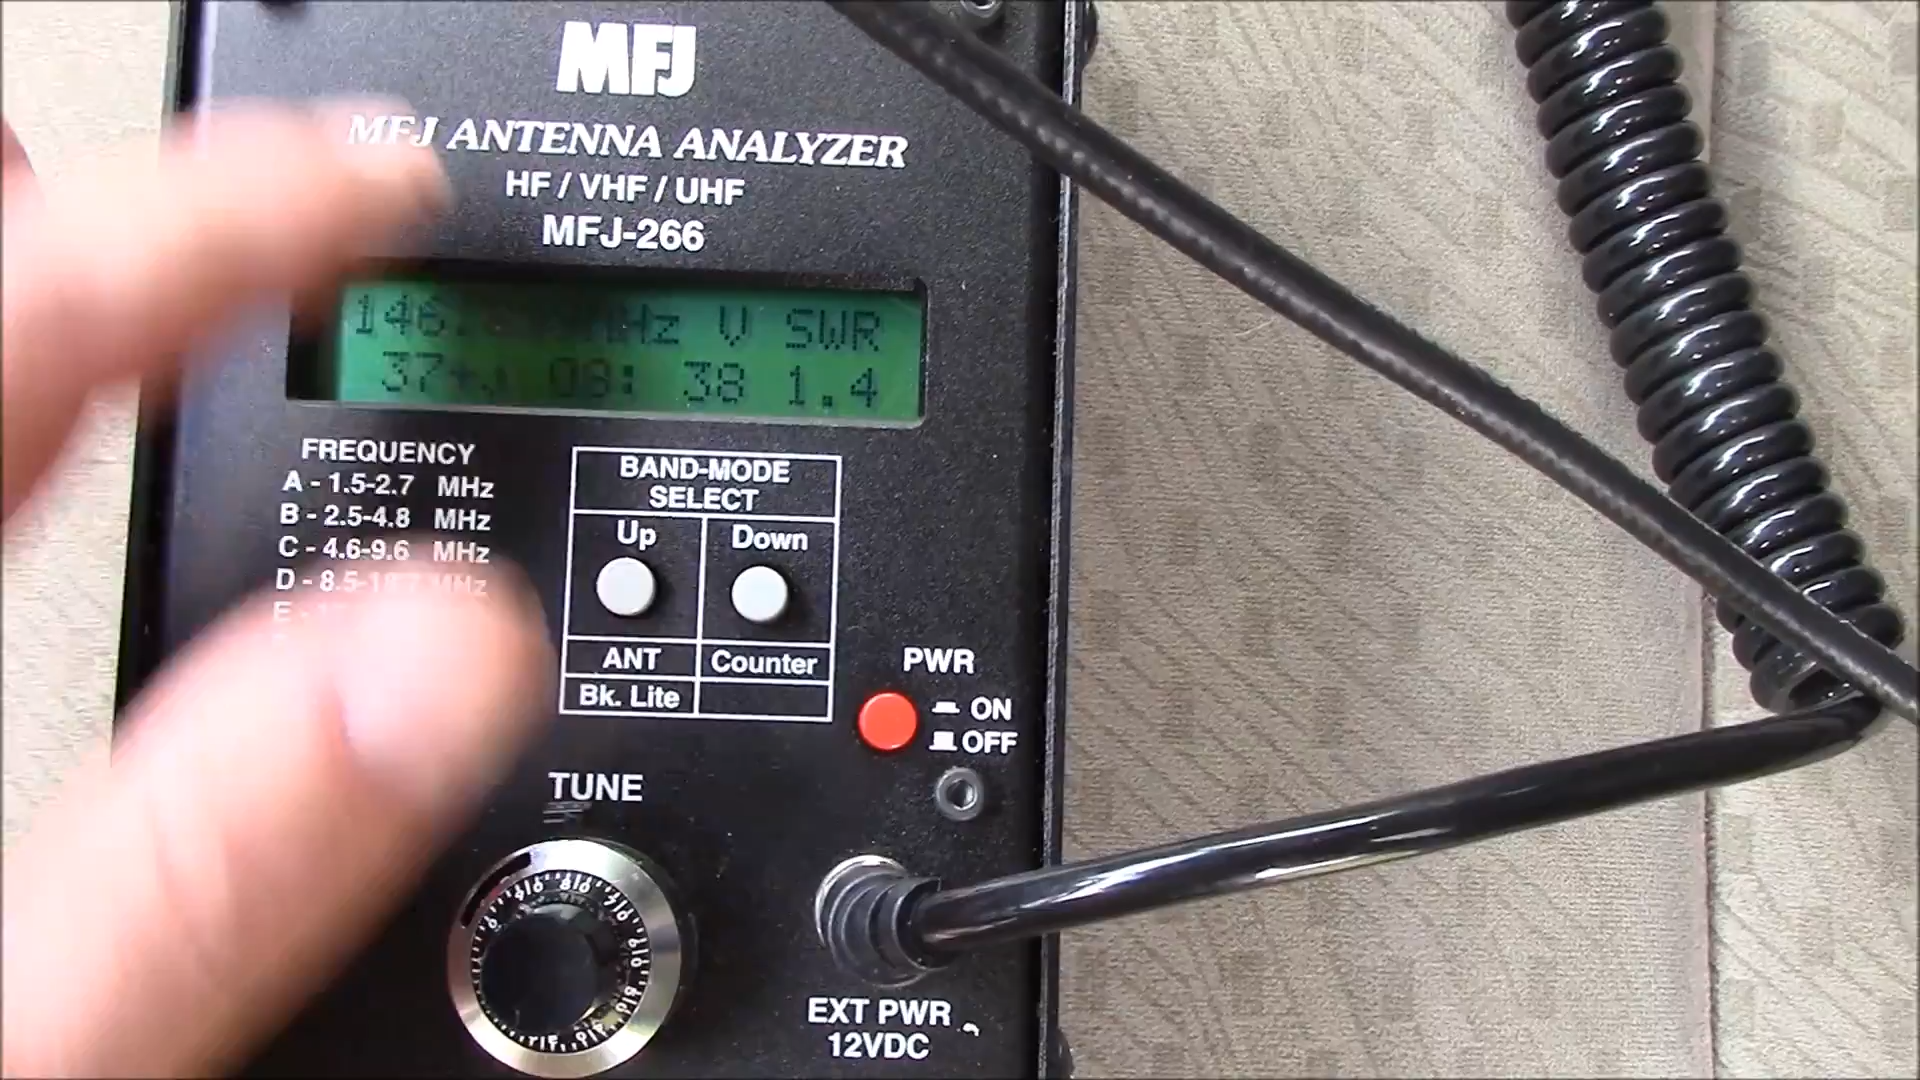 MFJ
MFJ ANTENNA ANALYZER
HF / VHF / UHF
MFJ-266
146. MHz V SWR
37+j 08: 38 1.4
FREQUENCY
A - 1.5-2.7 MHz
B - 2.5-4.8 MHz
C - 4.6-9.6 MHz
D - 8.5-18.7 MHz
E -
BAND-MODE
SELECT
Up Down
ANT Counter
Bk. Lite
PWR
ON
OFF
TUNE
EXT PWR
12VDC